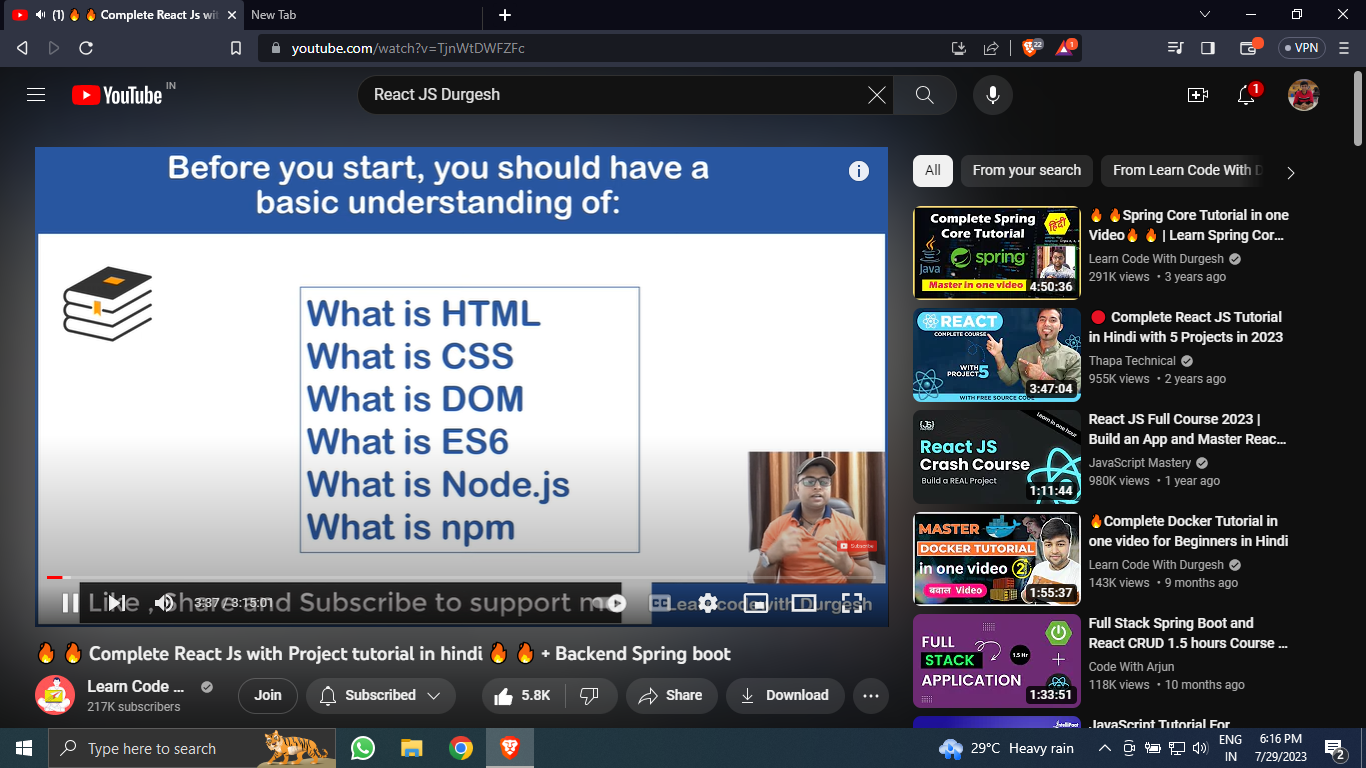 (1) 🔥 🔥 Complete React Js wit
New Tab
youtube.com/watch?v=TjnWtDWFZFc
22
1
VPN
YouTube IN
React JS Durgesh
1
Before you start, you should have a
basic understanding of:
What is HTML
What is CSS
What is DOM
What is ES6
What is Node.js
What is npm
Subscribe
Like , Share and Subscribe to support me
Learn code with Durgesh
3:37 / 3:15:01
CC
🔥 🔥 Complete React Js with Project tutorial in hindi 🔥 🔥 + Backend Spring boot
Learn Code ...
217K subscribers
Join
Subscribed
5.8K
Share
Download
All
From your search
From Learn Code With D
Complete Spring
Core Tutorial
हिंदी
Java
spring
Master in one video
4:50:36
🔥 🔥Spring Core Tutorial in one
Video🔥 🔥 | Learn Spring Cor...
Learn Code With Durgesh
291K views • 3 years ago
REACT
COMPLETE COURSE
WITH
PROJECT 5
WITH FREE SOURCE CODE
3:47:04
🔴 Complete React JS Tutorial
in Hindi with 5 Projects in 2023
Thapa Technical
955K views • 2 years ago
Learn in one hour
React JS
Crash Course
Build a REAL Project
1:11:44
React JS Full Course 2023 |
Build an App and Master Reac...
JavaScript Mastery
980K views • 1 year ago
MASTER
DOCKER TUTORIAL
in one video
बवाल Video
1:55:37
🔥Complete Docker Tutorial in
one video for Beginners in Hindi
Learn Code With Durgesh
143K views • 9 months ago
FULL
STACK
APPLICATION
1.5 Hr
1:33:51
Full Stack Spring Boot and
React CRUD 1.5 hours Course ...
Code With Arjun
118K views • 10 months ago
JavaScript Tutorial For
Type here to search
29°C Heavy rain
ENG
IN
6:16 PM
7/29/2023
2